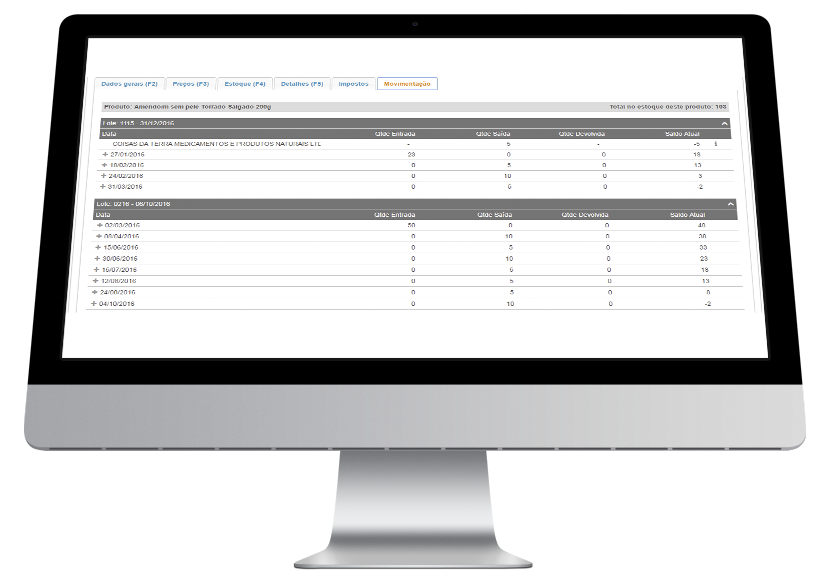 Dados gerais (F2) Preços (F3) Estoque (F4) Detalhes (F5) Impostos Movimentação
Produto: Amendoim sem pele Torrado Salgado 200g Total no estoque deste produto: 108
Lote: 1115 - 31/12/2016
Data Qtde Entrada Qtde Saída Qtde Devolvida Saldo Atual
COISAS DA TERRA MEDICAMENTOS E PRODUTOS NATURAIS LTL - 5 - -5
27/01/2016 23 0 0 18
18/02/2016 0 5 0 13
24/02/2016 0 10 0 3
31/03/2016 0 5 0 -2
Lote: 0216 - 06/10/2016
Data Qtde Entrada Qtde Saída Qtde Devolvida Saldo Atual
02/03/2016 50 0 0 48
08/04/2016 0 10 0 38
15/06/2016 0 5 0 33
30/06/2016 0 10 0 23
15/07/2016 0 5 0 18
12/08/2016 0 5 0 13
24/08/2016 0 5 0 8
04/10/2016 0 10 0 -2